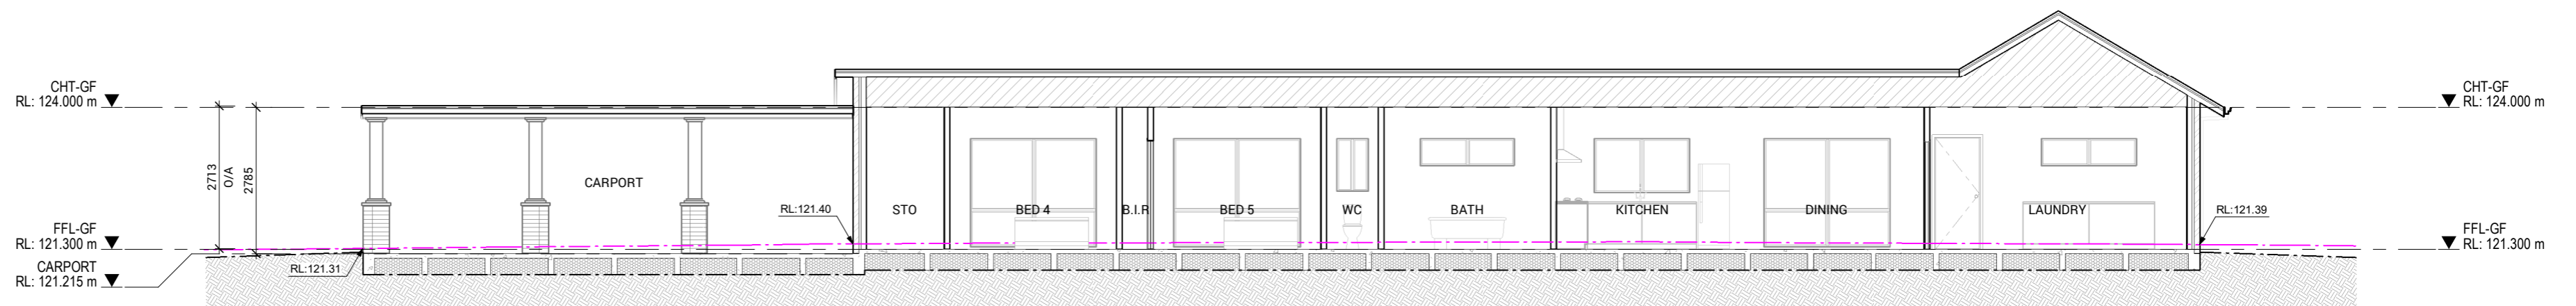 CHT-GF
RL: 124.000 m
CHT-GF
RL: 124.000 m
2713
O/A
2785
CARPORT
RL:121.40
STO
BED 4
B.I.R
BED 5
WC
BATH
KITCHEN
DINING
LAUNDRY
RL:121.39
FFL-GF
RL: 121.300 m
FFL-GF
RL: 121.300 m
CARPORT
RL: 121.215 m
RL:121.31